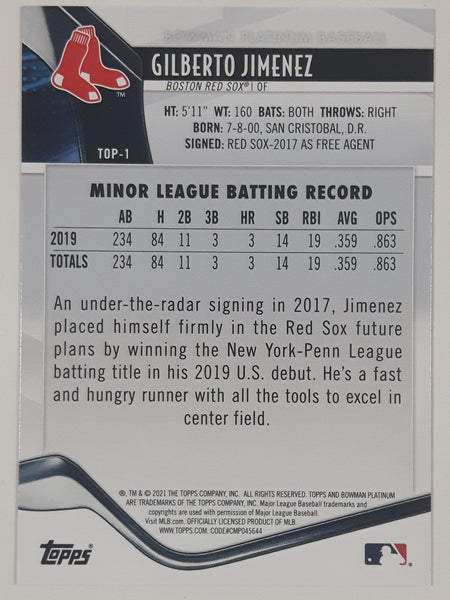 BOWMAN PLATINUM BASEBALL
GILBERTO JIMENEZ
BOSTON RED SOX® | OF
TM
HT: 5'11" WT: 160 BATS: BOTH THROWS: RIGHT
BORN: 7-8-00, SAN CRISTOBAL, D.R.
SIGNED: RED SOX-2017 AS FREE AGENT
TOP-1
MINOR LEAGUE BATTING RECORD
AB H 2B 3B HR SB RBI AVG OPS
2019 234 84 11 3 3 14 19 .359 .863
TOTALS 234 84 11 3 3 14 19 .359 .863
An under-the-radar signing in 2017, Jimenez
placed himself firmly in the Red Sox future
plans by winning the New York-Penn League
batting title in his 2019 U.S. debut. He's a fast
and hungry runner with all the tools to excel in
center field.
®, TM & © 2021 THE TOPPS COMPANY, INC. ALL RIGHTS RESERVED. TOPPS AND BOWMAN PLATINUM
ARE TRADEMARKS OF THE TOPPS COMPANY, INC. Major League Baseball trademarks and
copyrights are used with permission of Major League Baseball.
Visit MLB.com. OFFICIALLY LICENSED PRODUCT OF MLB.
WWW.TOPPS.COM. CODE#CMP045644
TOPPS